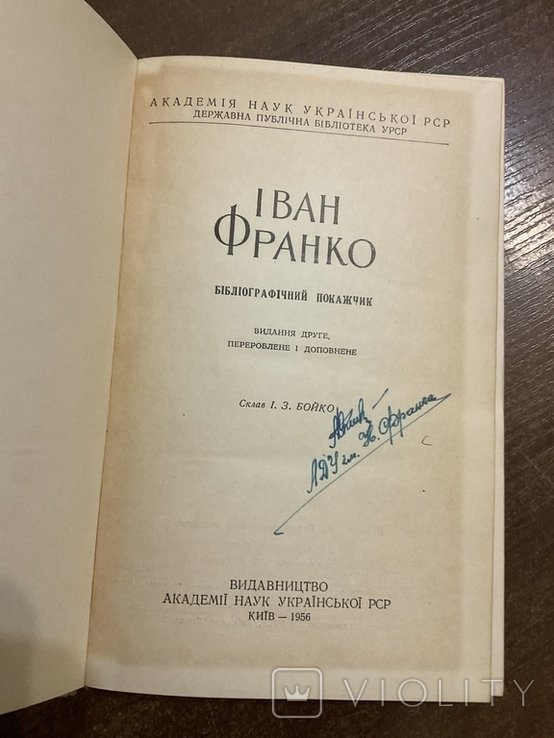 АКАДЕМІЯ НАУК УКРАЇНСЬКОЇ РСР
ДЕРЖАВНА ПУБЛІЧНА БІБЛІОТЕКА УРСР
ІВАН
ФРАНКО
БІБЛІОГРАФІЧНИЙ ПОКАЖЧИК
ВИДАННЯ ДРУГЕ,
ПЕРЕРОБЛЕНЕ І ДОПОВНЕНЕ
Склав І. З. БОЙКО
ЛДУ ім. Ів. Франка
ВИДАВНИЦТВО
АКАДЕМІЇ НАУК УКРАЇНСЬКОЇ РСР
КИЇВ — 1956
VIOLITY